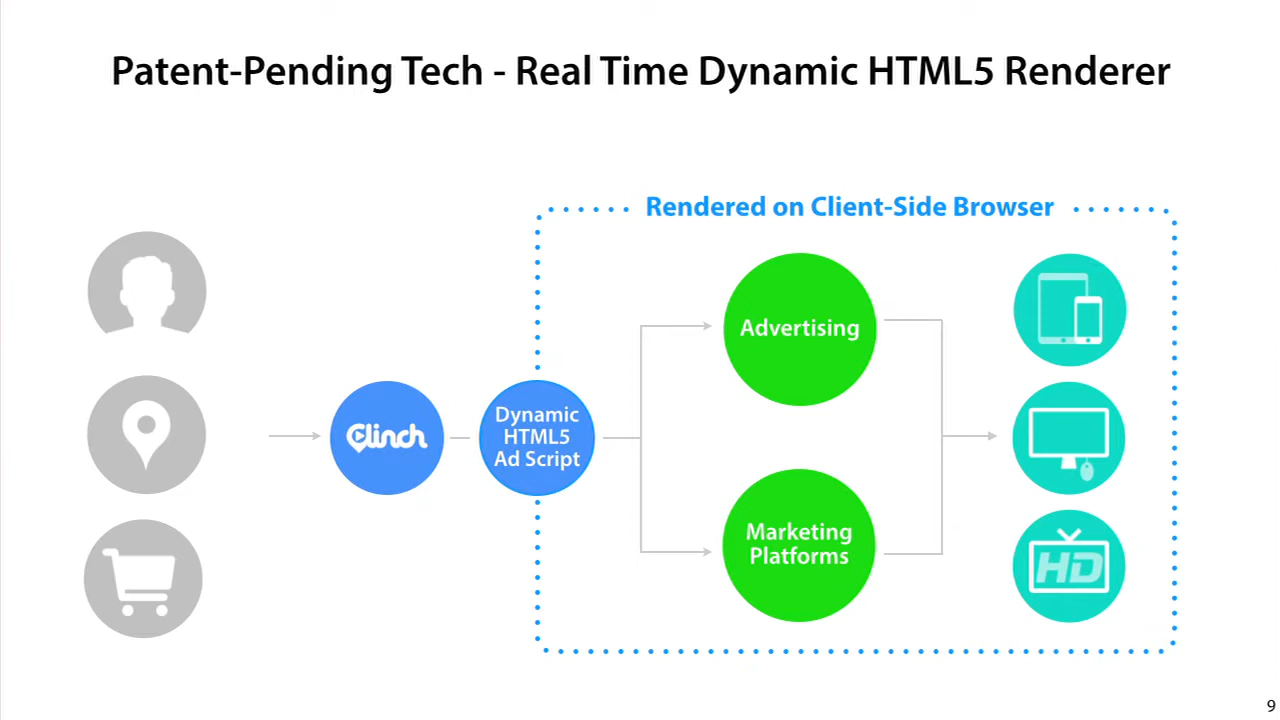 Patent-Pending Tech - Real Time Dynamic HTML5 Renderer
Rendered on Client-Side Browser
Clinch
Dynamic
HTML5
Ad Script
Advertising
Marketing
Platforms
HD
9